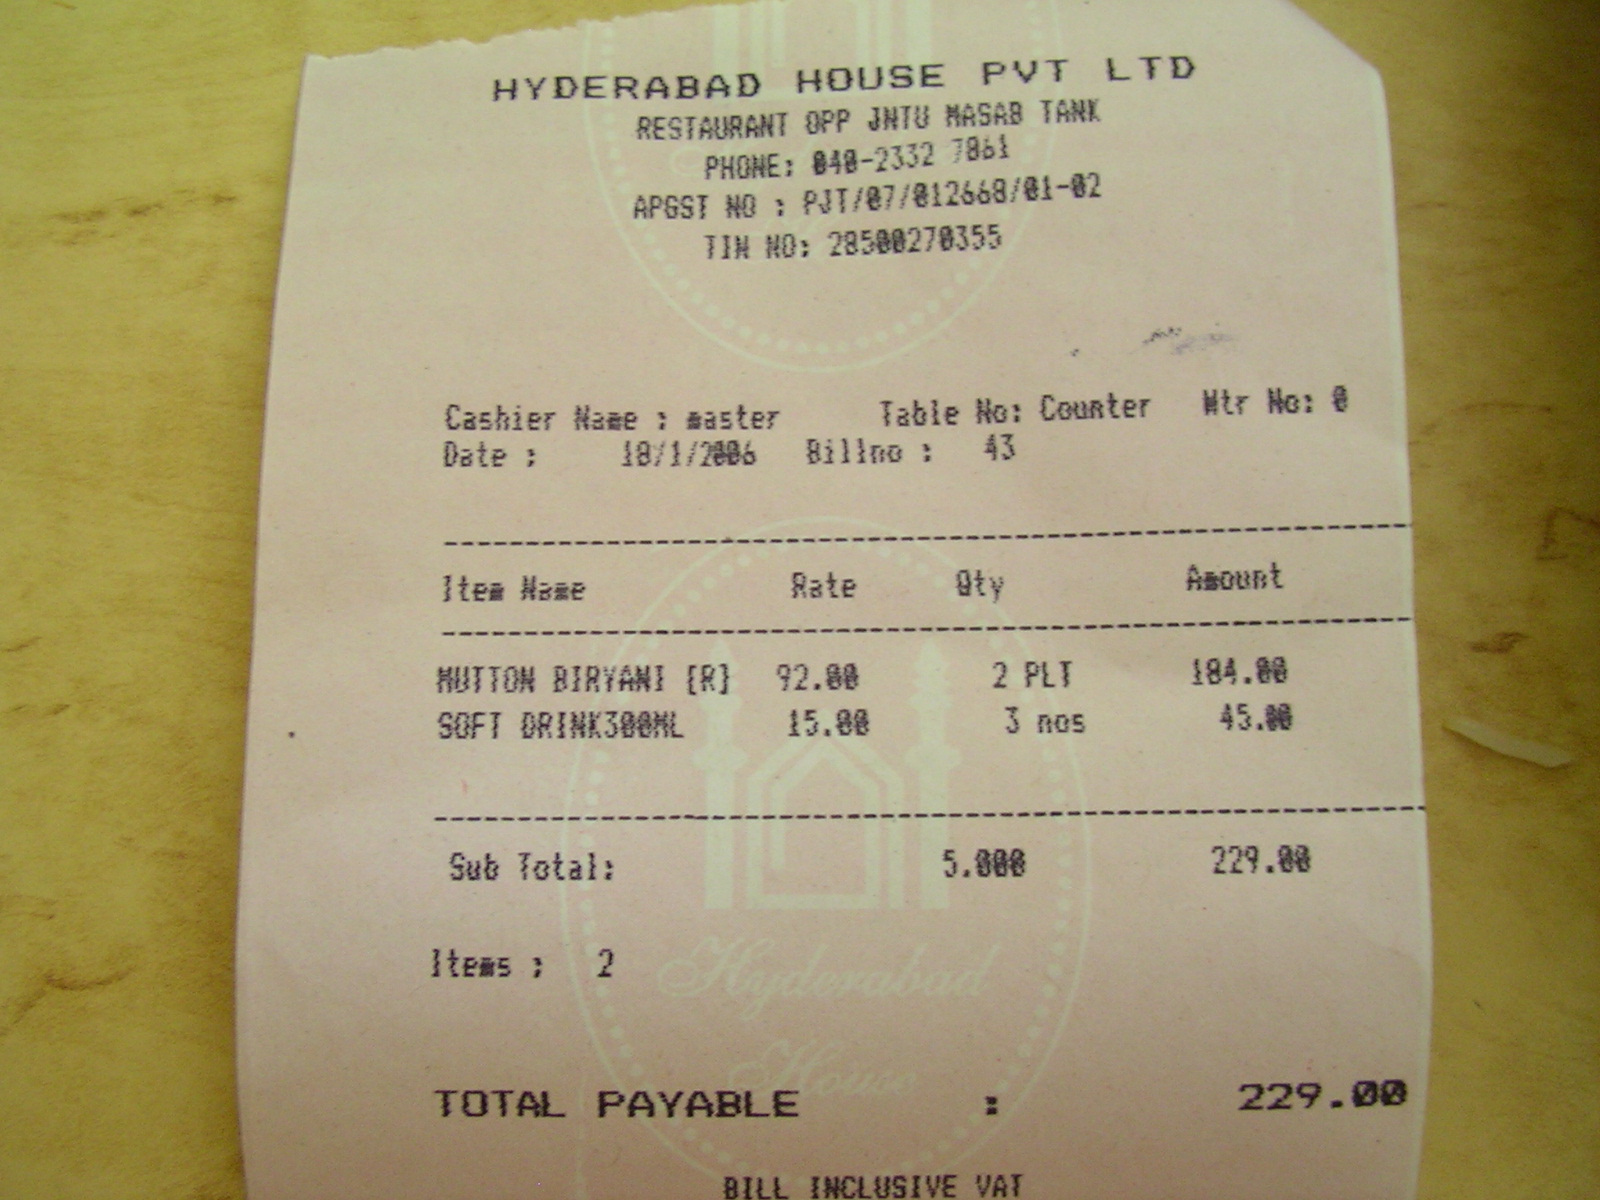 HYDERABAD HOUSE PVT LTD
RESTAURANT OPP JNTU MASAB TANK
PHONE: 040-2332 7861
APGST NO : PJT/07/012668/01-02
TIN NO: 28500270355
Cashier Name : master Table No: Counter Wtr No: 0
Date : 18/1/2006 Billno : 43
Item Name Rate Qty Amount
MUTTON BIRYANI [R] 92.00 2 PLT 184.00
SOFT DRINK300ML 15.00 3 nos 45.00
Sub Total: 5.000 229.00
Items : 2
Hyderabad
House
TOTAL PAYABLE : 229.00
BILL INCLUSIVE VAT